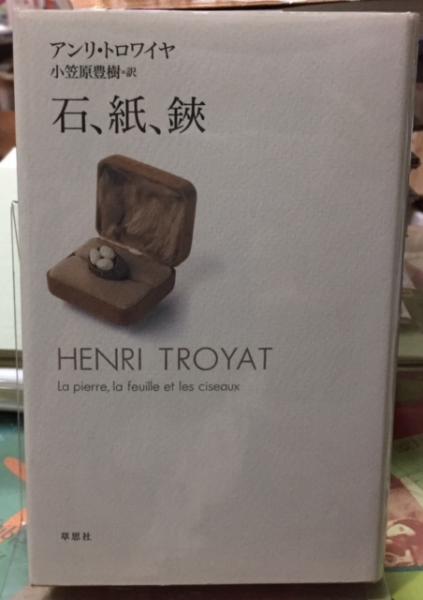 アンリ・トロワイヤ
小笠原豊樹=訳
石、紙、鋏
HENRI TROYAT
La pierre, la feuille et les ciseaux
草思社